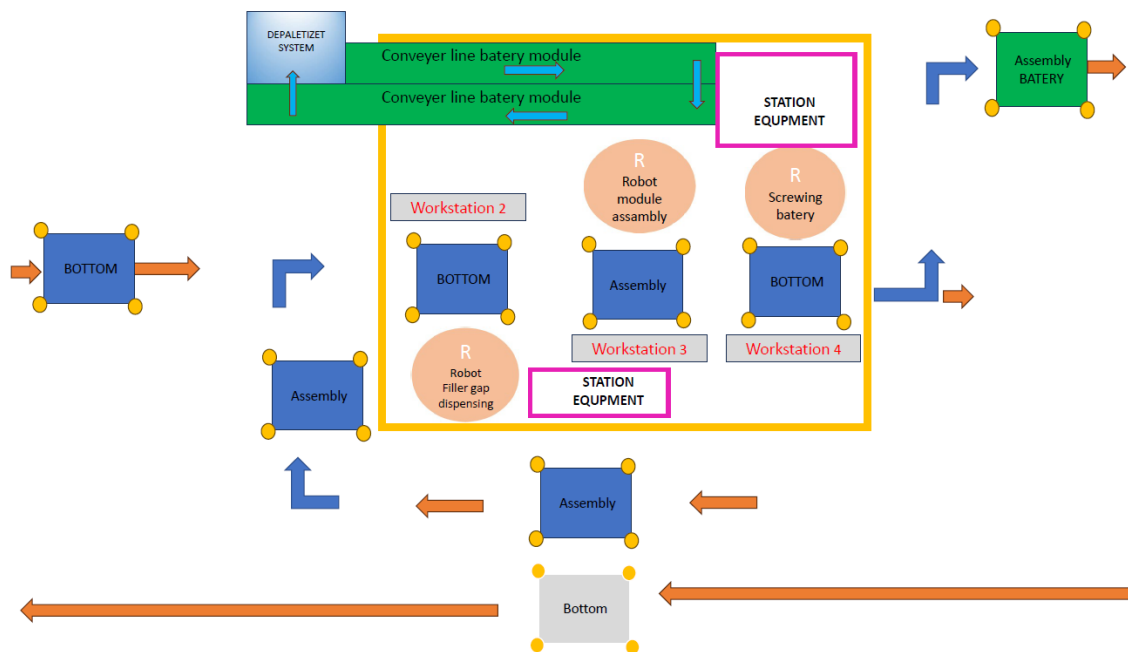 DEPALETIZET
SYSTEM
Conveyer line batery module
Conveyer line batery module
STATION
EQUPMENT
Assembly
BATERY
R
Robot
module
assambly
R
Screwing
batery
Workstation 2
BOTTOM
BOTTOM
Assembly
BOTTOM
Workstation 3
Workstation 4
R
Robot
Filler gap
dispensing
STATION
EQUPMENT
Assembly
Assembly
Bottom